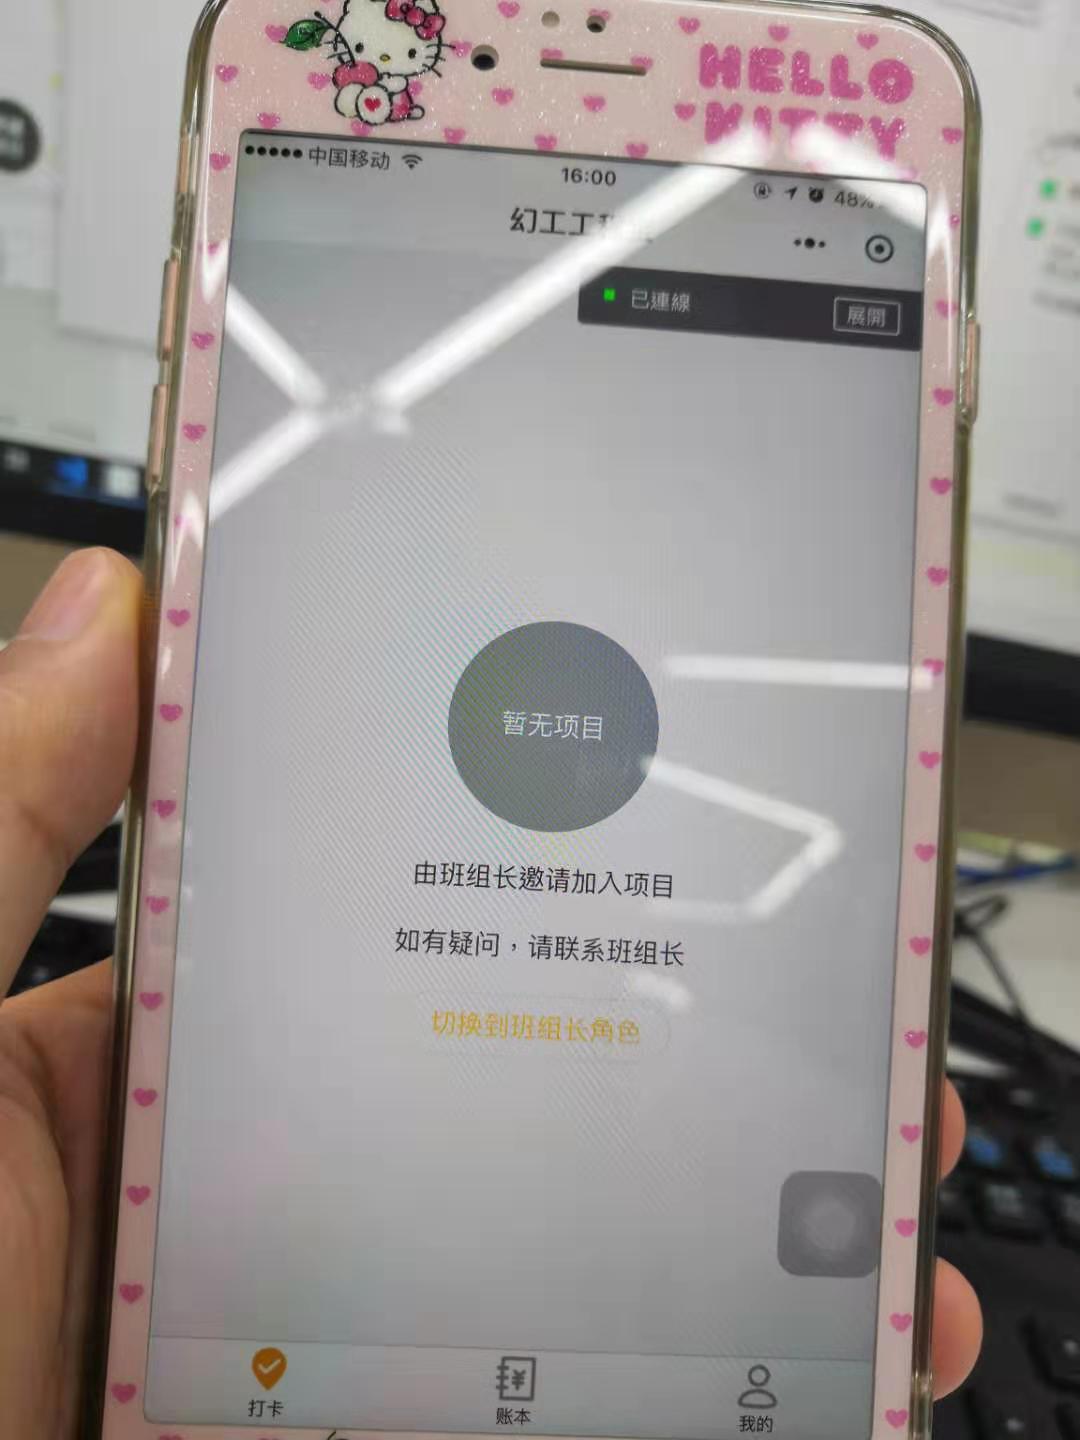 HELLO
KITTY
中国移动
16:00
48%
幻工工
已連線
展開
暂无项目
由班组长邀请加入项目
如有疑问，请联系班组长
切换到班组长角色
打卡
账本
我的